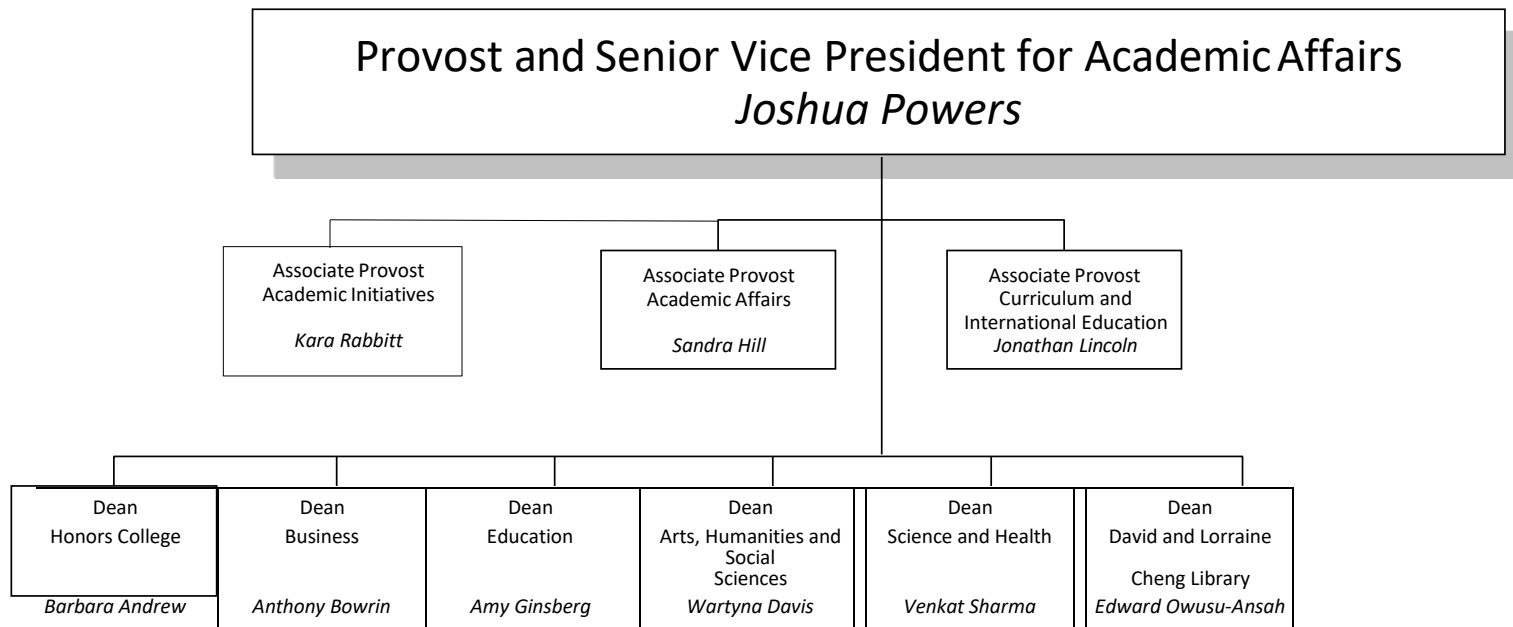 Provost and Senior Vice President for Academic Affairs
Joshua Powers
Associate Provost
Academic Initiatives
Kara Rabbitt
Associate Provost
Academic Affairs
Sandra Hill
Associate Provost
Curriculum and
International Education
Jonathan Lincoln
Dean
Honors College
Barbara Andrew
Dean
Business
Anthony Bowrin
Dean
Education
Amy Ginsberg
Dean
Arts, Humanities and
Social
Sciences
Wartyna Davis
Dean
Science and Health
Venkat Sharma
Dean
David and Lorraine
Cheng Library
Edward Owusu-Ansah